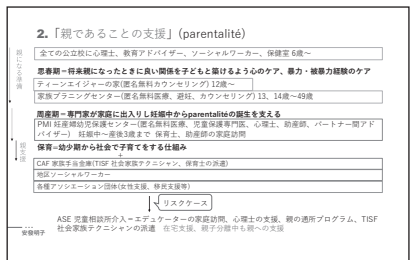 2.「親であることの支援」(parentalité)
親になる準備
全ての公立校に心理士、教育アドバイザー、ソーシャルワーカー、保健室 6歳～
思春期＝将来親になったときに良い関係を子どもと築けるよう心のケア、暴力・被暴力経験のケア
ティーンエイジャーの家(匿名無料カウンセリング) 12歳～
家族プラニングセンター(匿名無料医療、避妊、カウンセリング) 13、14歳～49歳
周産期＝専門家が家庭に出入りし妊娠中からparentalitéの誕生を支える
PMI 妊産婦幼児保護センター(匿名無料医療、児童保護専門医、心理士、助産師、パートナー間アド
バイザー) 妊娠中～産後3歳まで 保育士、助産師の家庭訪問
親支援
保育＝幼少期から社会で子育てをする仕組み
+
CAF 家族手当金庫(TISF 社会家族テクニシャン、保育士の派遣)
地区ソーシャルワーカー
各種アソシエーション団体(女性支援、移民支援等)
リスクケース
ASE 児童相談所介入＝エデュケーターの家庭訪問、心理士の支援、親の通所プログラム、TISF
社会家族テクニシャンの派遣 在宅支援、親子分離中も親への支援
安發明子